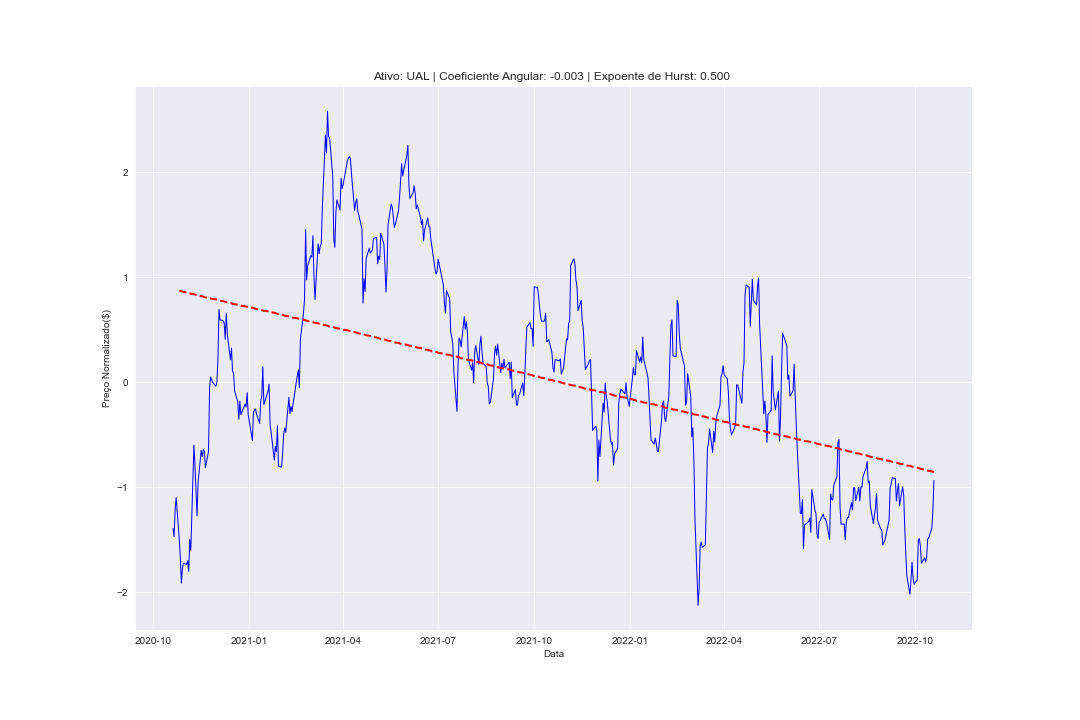 Ativo: UAL | Coeficiente Angular: -0.003 | Expoente de Hurst: 0.500
Preço Normalizado($)
2
1
0
−1
−2
2020-10 2021-01 2021-04 2021-07 2021-10 2022-01 2022-04 2022-07 2022-10
Data